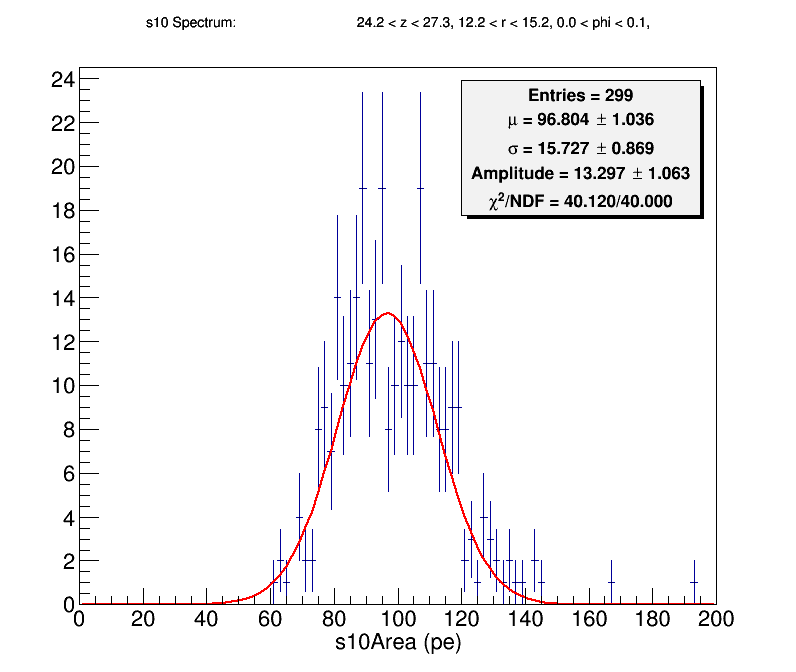 s10 Spectrum: 24.2 < z < 27.3, 12.2 < r < 15.2, 0.0 < phi < 0.1,
Entries = 299
μ = 96.804 ± 1.036
σ = 15.727 ± 0.869
Amplitude = 13.297 ± 1.063
χ²/NDF = 40.120/40.000
24
22
20
18
16
14
12
10
8
6
4
2
0
0 20 40 60 80 100 120 140 160 180 200
s10Area (pe)